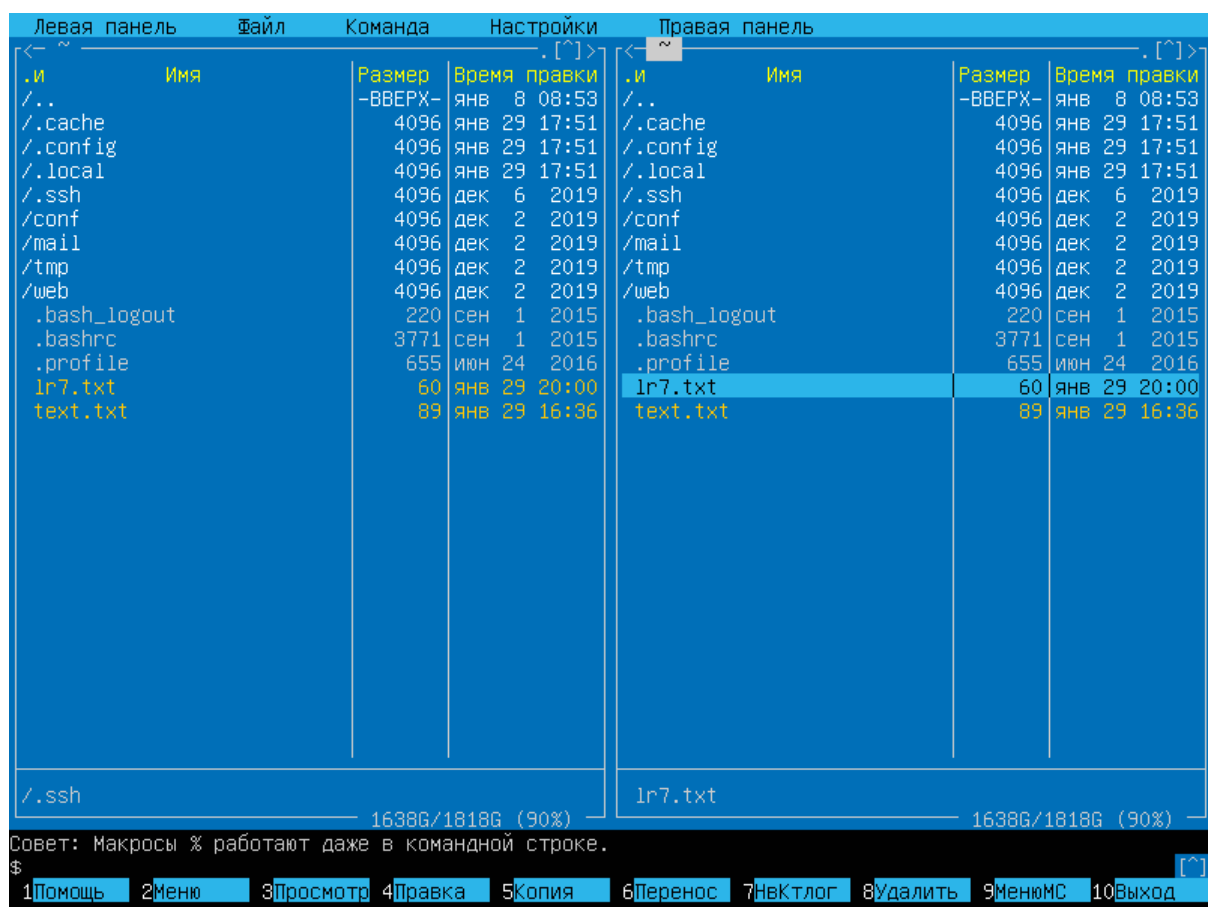 Левая панель Файл Команда Настройки Правая панель
<─ ~ .[^]> <─ ~ .[^]>
.и Имя Размер Время правки .и Имя Размер Время правки
/.. -ВВЕРХ- янв 8 08:53 /.. -ВВЕРХ- янв 8 08:53
/.cache 4096 янв 29 17:51 /.cache 4096 янв 29 17:51
/.config 4096 янв 29 17:51 /.config 4096 янв 29 17:51
/.local 4096 янв 29 17:51 /.local 4096 янв 29 17:51
/.ssh 4096 дек 6 2019 /.ssh 4096 дек 6 2019
/conf 4096 дек 2 2019 /conf 4096 дек 2 2019
/mail 4096 дек 2 2019 /mail 4096 дек 2 2019
/tmp 4096 дек 2 2019 /tmp 4096 дек 2 2019
/web 4096 дек 2 2019 /web 4096 дек 2 2019
.bash_logout 220 сен 1 2015 .bash_logout 220 сен 1 2015
.bashrc 3771 сен 1 2015 .bashrc 3771 сен 1 2015
.profile 655 июн 24 2016 .profile 655 июн 24 2016
lr7.txt 60 янв 29 20:00 lr7.txt 60 янв 29 20:00
text.txt 89 янв 29 16:36 text.txt 89 янв 29 16:36
/.ssh lr7.txt
1638G/1818G (90%) 1638G/1818G (90%)
Совет: Макросы % работают даже в командной строке.
$ [^]
1Помощь 2Меню 3Просмотр 4Правка 5Копия 6Перенос 7НвКтлог 8Удалить 9МенюMC 10Выход